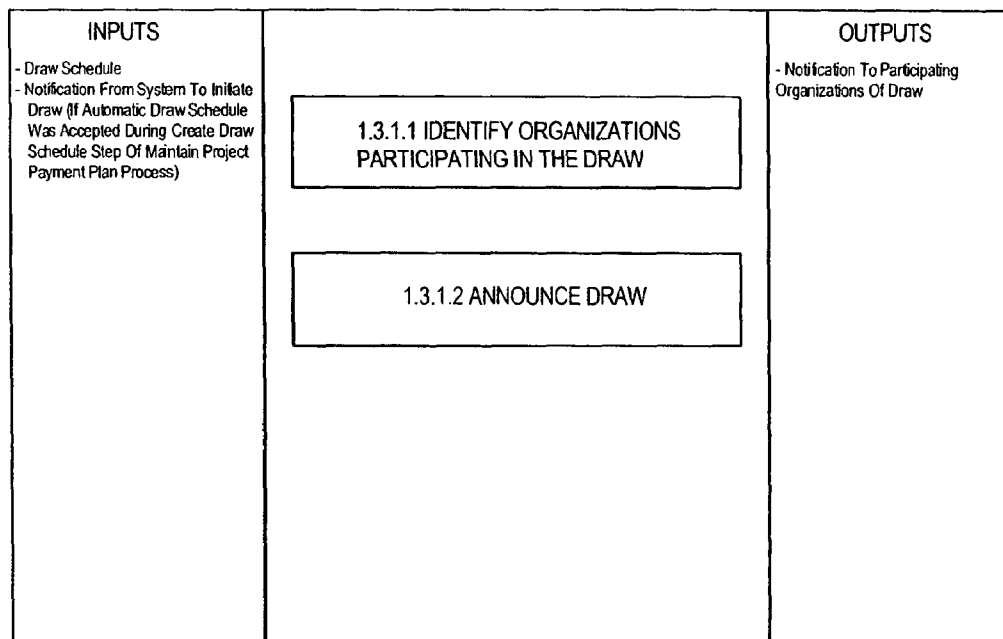 INPUTS
- Draw Schedule
- Notification From System To Initiate
Draw (If Automatic Draw Schedule
Was Accepted During Create Draw
Schedule Step Of Maintain Project
Payment Plan Process)
1.3.1.1 IDENTIFY ORGANIZATIONS
PARTICIPATING IN THE DRAW
1.3.1.2 ANNOUNCE DRAW
OUTPUTS
- Notification To Participating
Organizations Of Draw